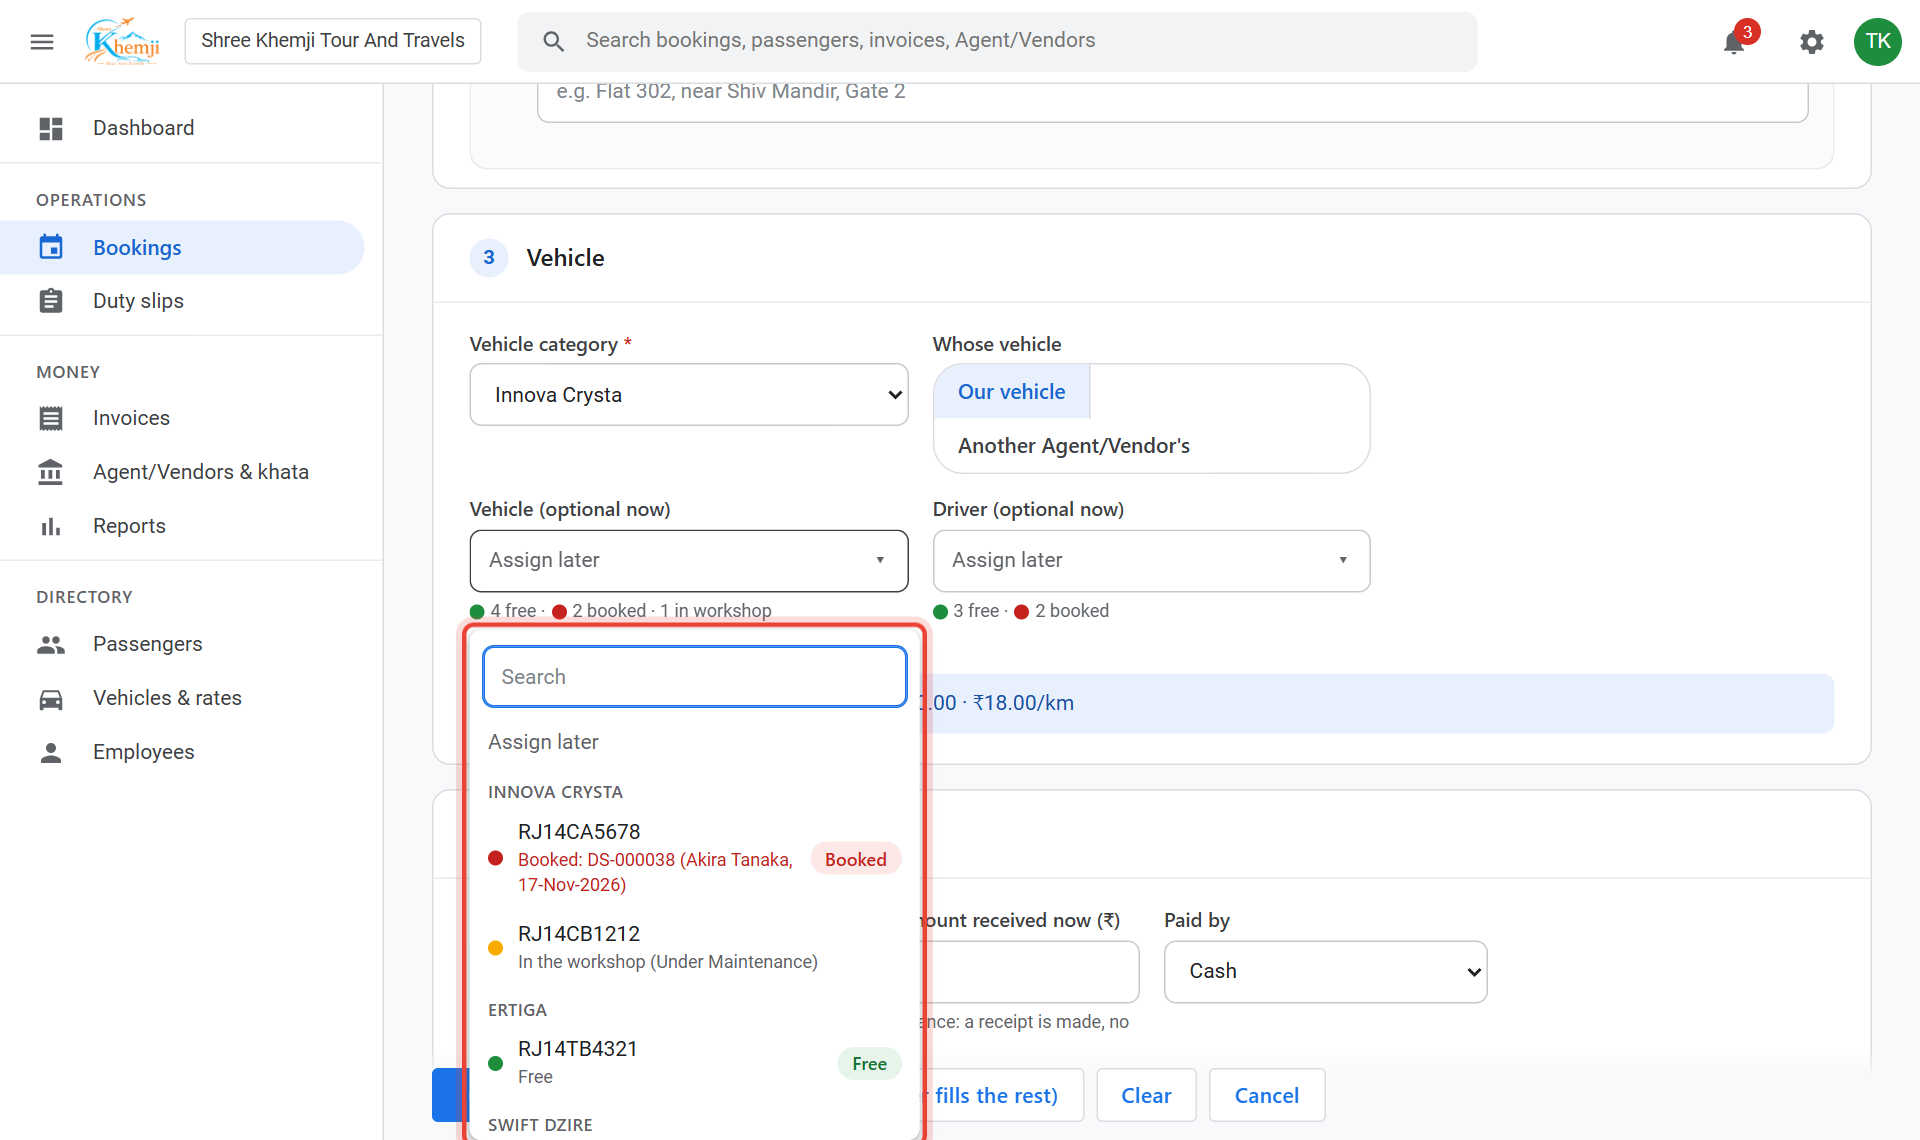 Khemji
Shree Khemji Tour And Travels
Search bookings, passengers, invoices, Agent/Vendors
3
TK
Dashboard
OPERATIONS
Bookings
Duty slips
MONEY
Invoices
Agent/Vendors & khata
Reports
DIRECTORY
Passengers
Vehicles & rates
Employees
e.g. Flat 302, near Shiv Mandir, Gate 2
3 Vehicle
Vehicle category *
Innova Crysta
Whose vehicle
Our vehicle
Another Agent/Vendor's
Vehicle (optional now)
Assign later
4 free · 2 booked · 1 in workshop
Driver (optional now)
Assign later
3 free · 2 booked
.00 · ₹18.00/km
Search
Assign later
INNOVA CRYSTA
RJ14CA5678
Booked: DS-000038 (Akira Tanaka,
17-Nov-2026)
Booked
RJ14CB1212
In the workshop (Under Maintenance)
ERTIGA
RJ14TB4321
Free
Free
SWIFT DZIRE
received now (₹)
Paid by
Cash
: a receipt is made, no
fills the rest)
Clear
Cancel